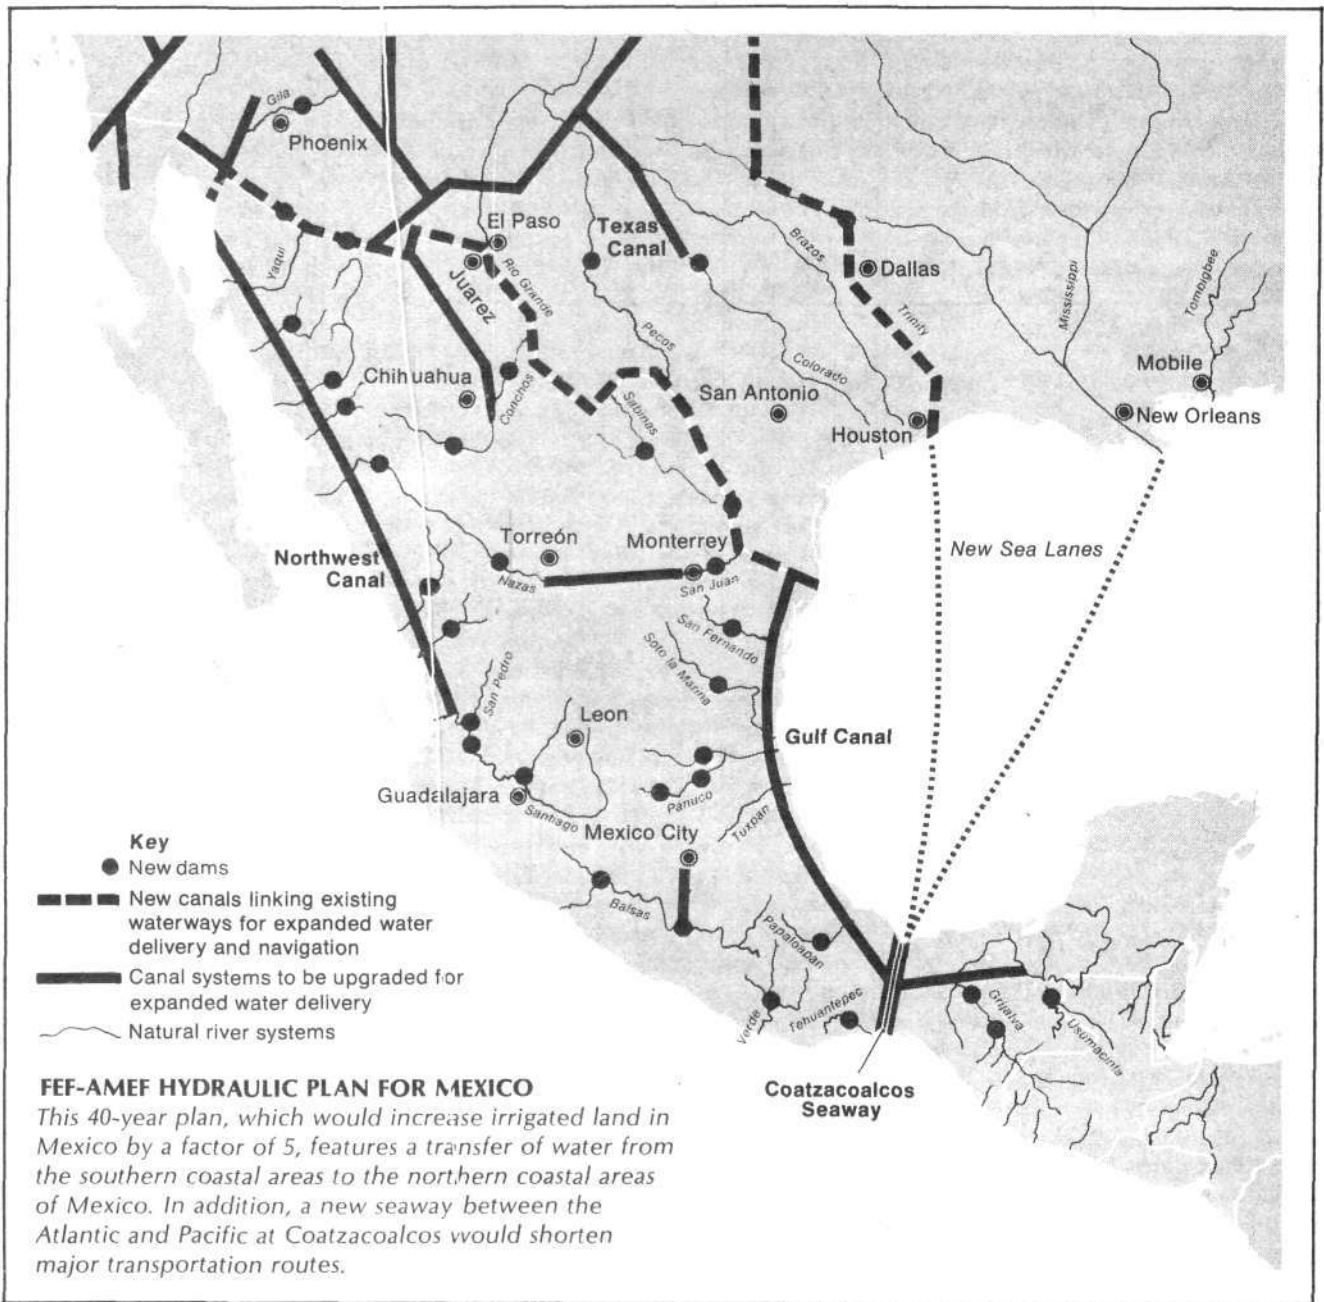 Gila
Phoenix
El Paso
Texas
Canal
Juarez
Rio Grande
Yaqui
Brazos
Dallas
Trinity
Mississippi
Tombigbee
Pecos
Chihuahua
Conchos
Colorado
San Antonio
Sabinas
Mobile
New Orleans
Houston
Northwest
Canal
Torreón
Monterrey
Nazas
San Juan
New Sea Lanes
San Fernando
Soto la Marina
San Pedro
Leon
Gulf Canal
Guadalajara
Santiago
Panuco
Tuxpan
Mexico City
Balsas
Papaloapan
Verde
Tehuantepec
Grijalva
Usumacinta
Coatzacoalcos
Seaway
Key
New dams
New canals linking existing
waterways for expanded water
delivery and navigation
Canal systems to be upgraded for
expanded water delivery
Natural river systems
FEF-AMEF HYDRAULIC PLAN FOR MEXICO
This 40-year plan, which would increase irrigated land in
Mexico by a factor of 5, features a transfer of water from
the southern coastal areas to the northern coastal areas
of Mexico. In addition, a new seaway between the
Atlantic and Pacific at Coatzacoalcos would shorten
major transportation routes.